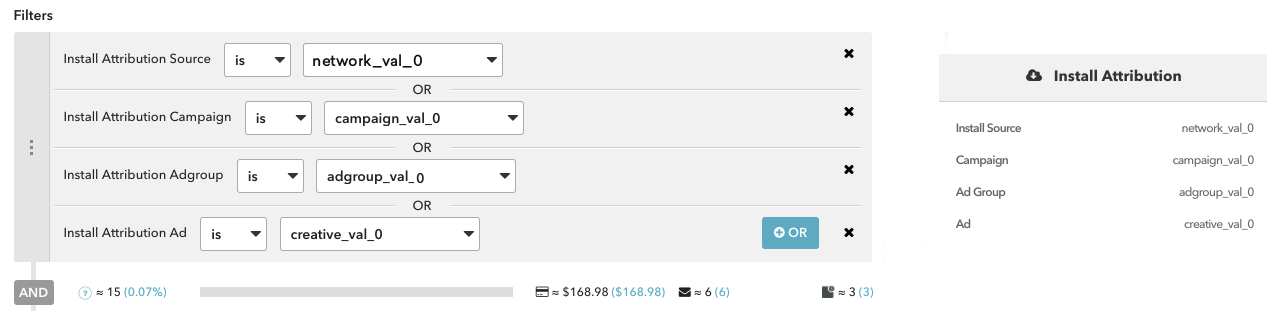 Filters
Install Attribution Source is network_val_0
OR
Install Attribution Campaign is campaign_val_0
OR
Install Attribution Adgroup is adgroup_val_0
OR
Install Attribution Ad is creative_val_0 OR
AND ? ≈ 15 (0.07%) ≈ $168.98 ($168.98) ≈ 6 (6) ≈ 3 (3)
Install Attribution
Install Source network_val_0
Campaign campaign_val_0
Ad Group adgroup_val_0
Ad creative_val_0